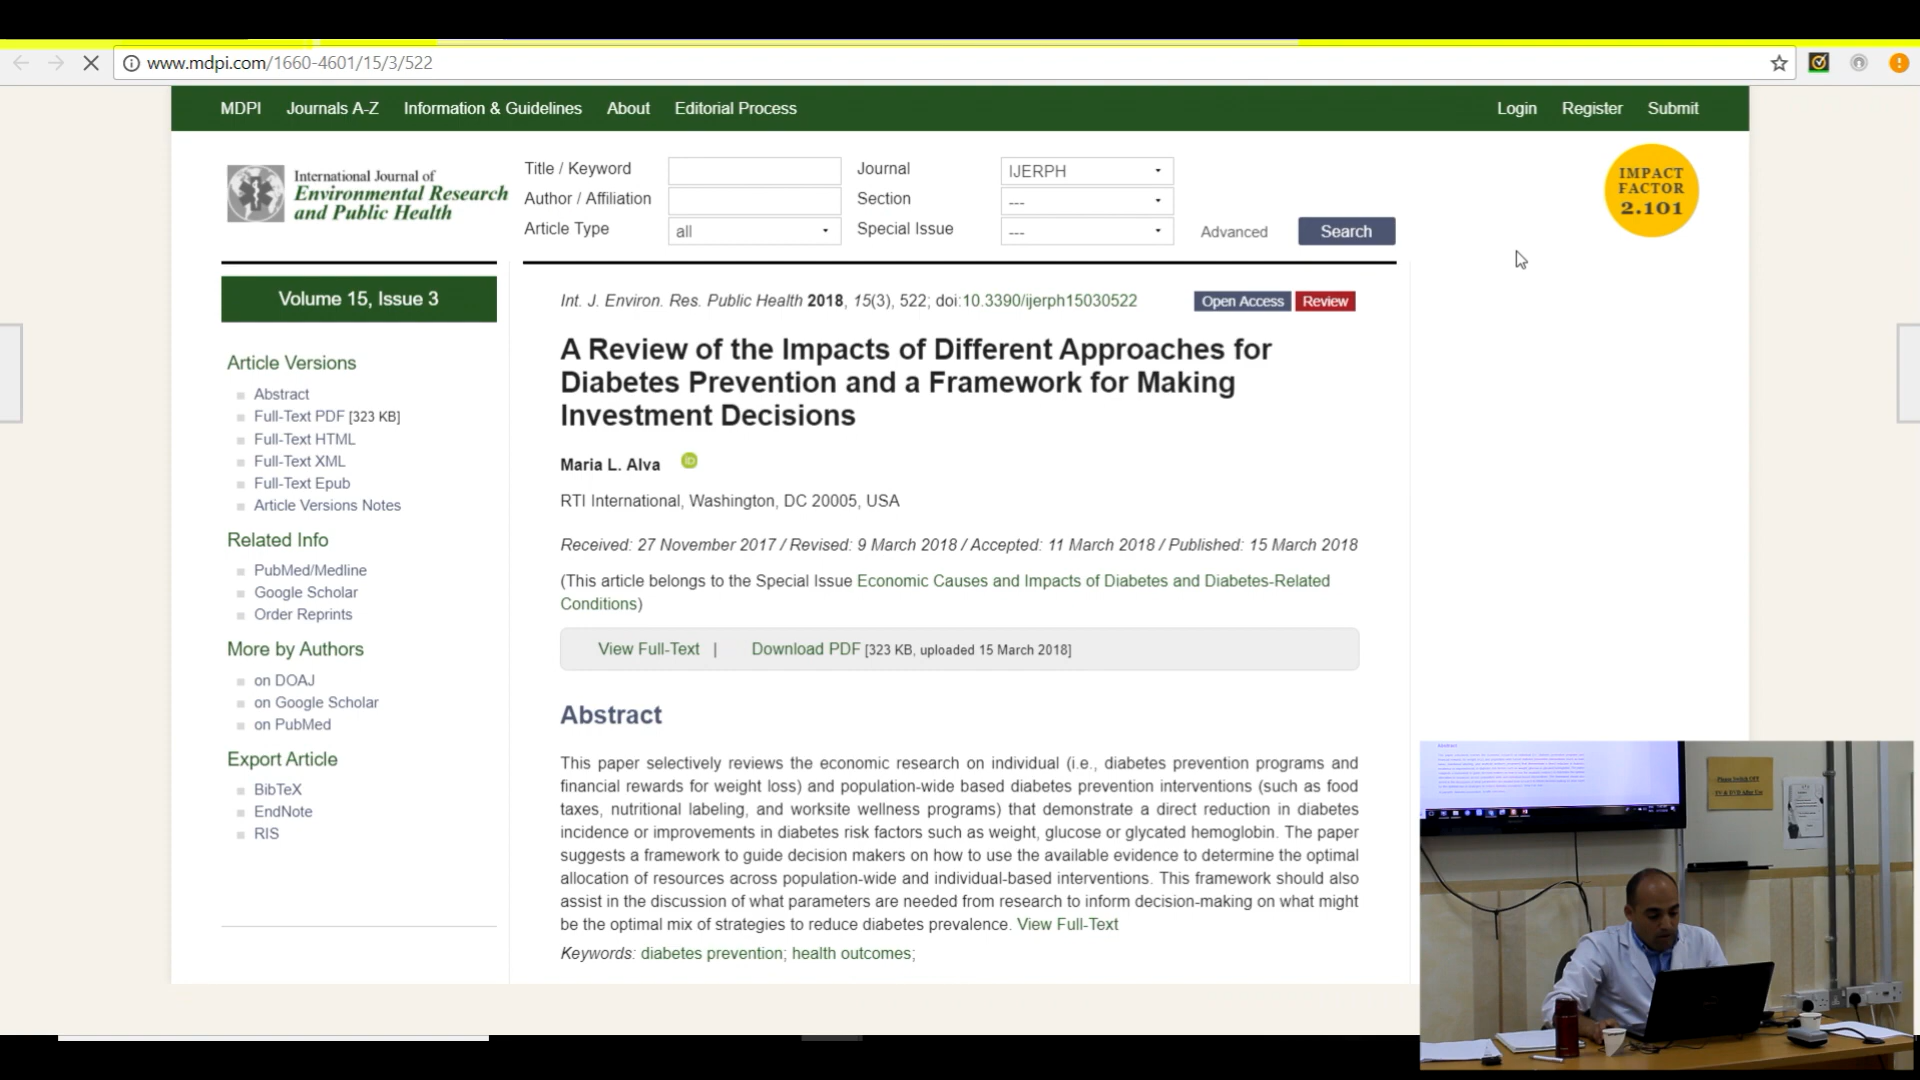 www.mdpi.com/1660-4601/15/3/522
MDPI Journals A-Z Information & Guidelines About Editorial Process Login Register Submit
International Journal of
Environmental Research
and Public Health
Title / Keyword
Author / Affiliation
Article Type all
Journal IJERPH
Section ---
Special Issue ---
Advanced Search
IMPACT
FACTOR
2.101
Volume 15, Issue 3
Article Versions
Abstract
Full-Text PDF [323 KB]
Full-Text HTML
Full-Text XML
Full-Text Epub
Article Versions Notes
Related Info
PubMed/Medline
Google Scholar
Order Reprints
More by Authors
on DOAJ
on Google Scholar
on PubMed
Export Article
BibTeX
EndNote
RIS
Int. J. Environ. Res. Public Health 2018, 15(3), 522; doi:10.3390/ijerph15030522 Open Access Review
A Review of the Impacts of Different Approaches for
Diabetes Prevention and a Framework for Making
Investment Decisions
Maria L. Alva iD
RTI International, Washington, DC 20005, USA
Received: 27 November 2017 / Revised: 9 March 2018 / Accepted: 11 March 2018 / Published: 15 March 2018
(This article belongs to the Special Issue Economic Causes and Impacts of Diabetes and Diabetes-Related
Conditions)
View Full-Text | Download PDF [323 KB, uploaded 15 March 2018]
Abstract
This paper selectively reviews the economic research on individual (i.e., diabetes prevention programs and
financial rewards for weight loss) and population-wide based diabetes prevention interventions (such as food
taxes, nutritional labeling, and worksite wellness programs) that demonstrate a direct reduction in diabetes
incidence or improvements in diabetes risk factors such as weight, glucose or glycated hemoglobin. The paper
suggests a framework to guide decision makers on how to use the available evidence to determine the optimal
allocation of resources across population-wide and individual-based interventions. This framework should also
assist in the discussion of what parameters are needed from research to inform decision-making on what might
be the optimal mix of strategies to reduce diabetes prevalence. View Full-Text
Keywords: diabetes prevention; health outcomes;
Abstract
Please Switch OFF